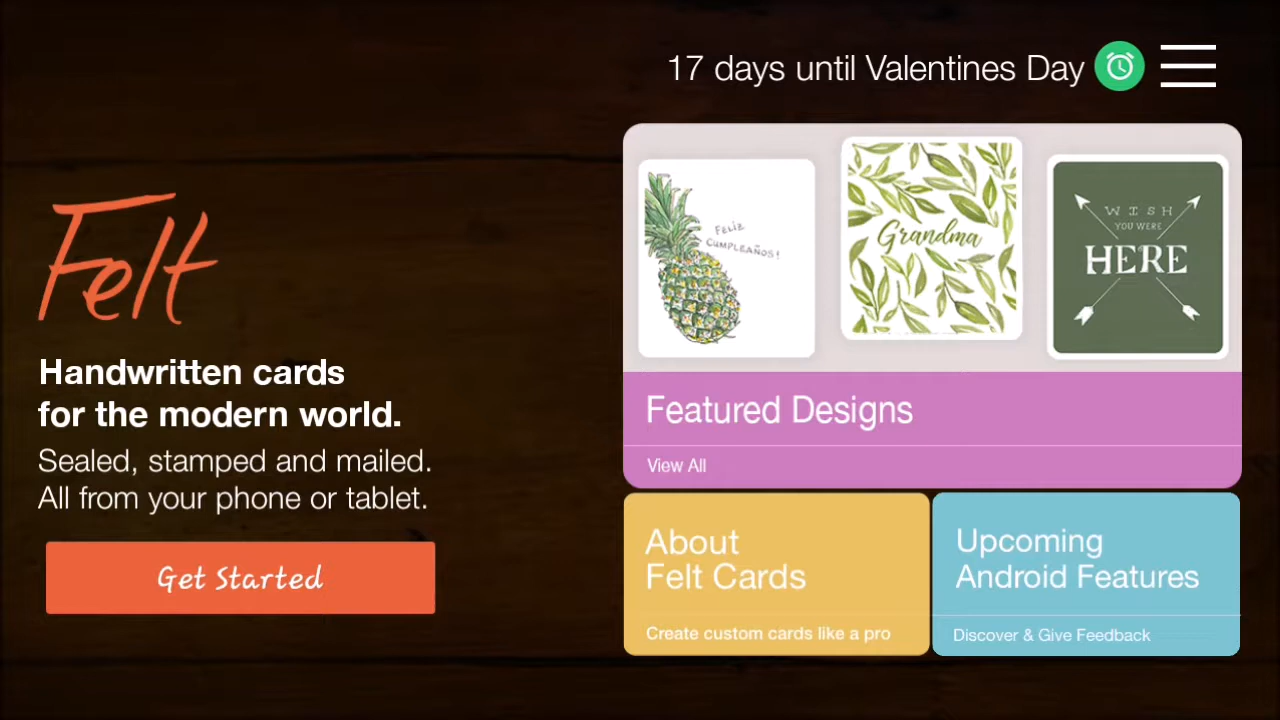 17 days until Valentines Day
Felt
Handwritten cards
for the modern world.
Sealed, stamped and mailed.
All from your phone or tablet.
Get Started
FELIZ
CUMPLEAÑOS!
Grandma
WISH
YOU WERE
HERE
Featured Designs
View All
About
Felt Cards
Create custom cards like a pro
Upcoming
Android Features
Discover & Give Feedback